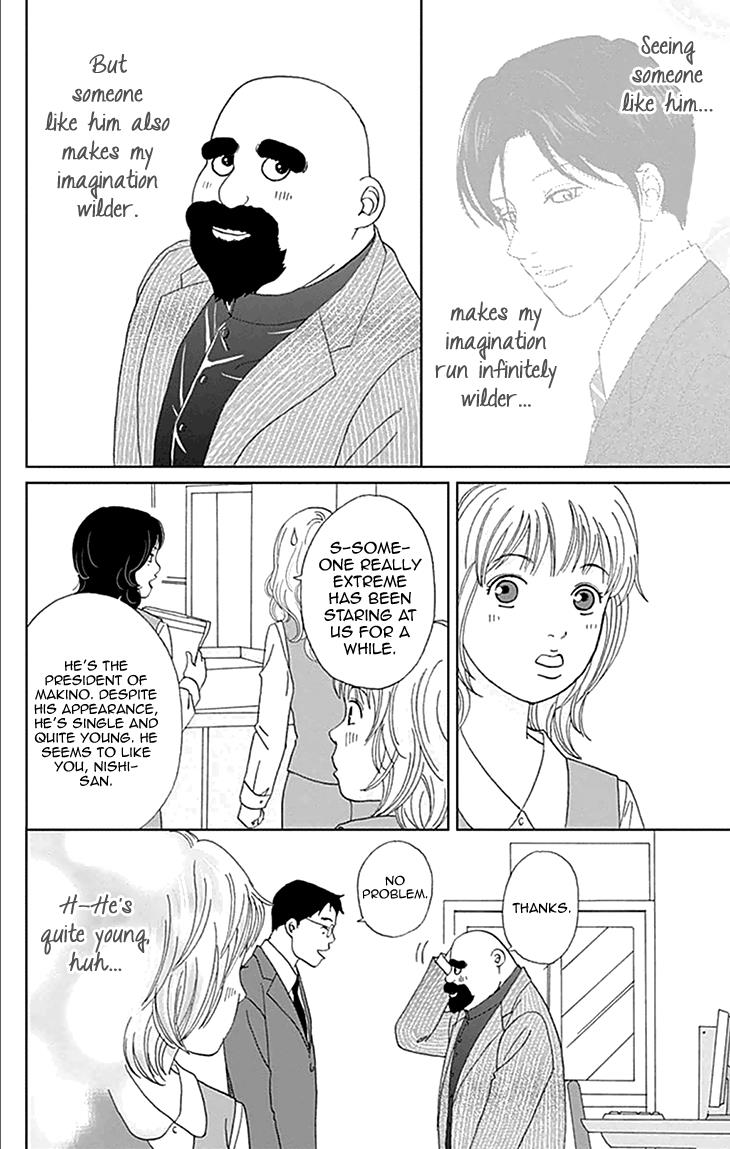 Seeing
someone
like him...
makes my
imagination
run infinitely
wilder...
But
someone
like him also
makes my
imagination
wilder.
S-SOME-
ONE REALLY
EXTREME
HAS BEEN
STARING AT
US FOR A
WHILE.
HE'S THE
PRESIDENT OF
MAKINO. DESPITE
HIS APPEARANCE,
HE'S SINGLE AND
QUITE YOUNG. HE
SEEMS TO LIKE
YOU, NISHI-
SAN.
THANKS.
NO
PROBLEM.
H-He's
quite young,
huh...